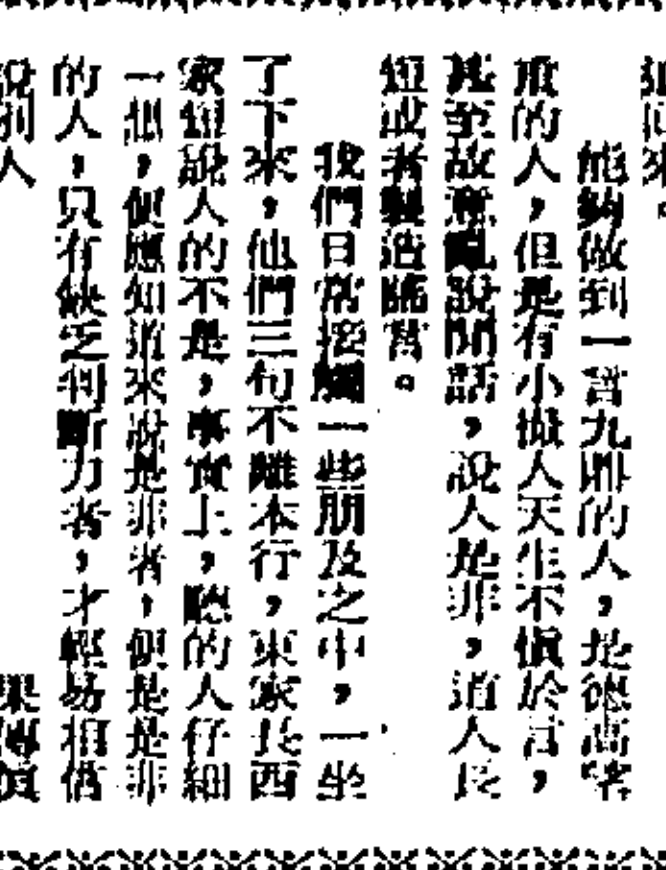 追回來。
能夠做到一言九鼎的人，是德高望
重的人，但是有小撮人天生不慎於言，
甚至故意亂說閒話，說人是非，道人長
短或者製造謠言。
我們日常接觸一些朋友之中，一坐
了下來，他們三句不離本行，東家長西
家短說人的不是，事實上，聽的人仔細
一想，便應知道來說是非者，便是是非
的人，只有缺乏判斷力者，才輕易相信
說別人